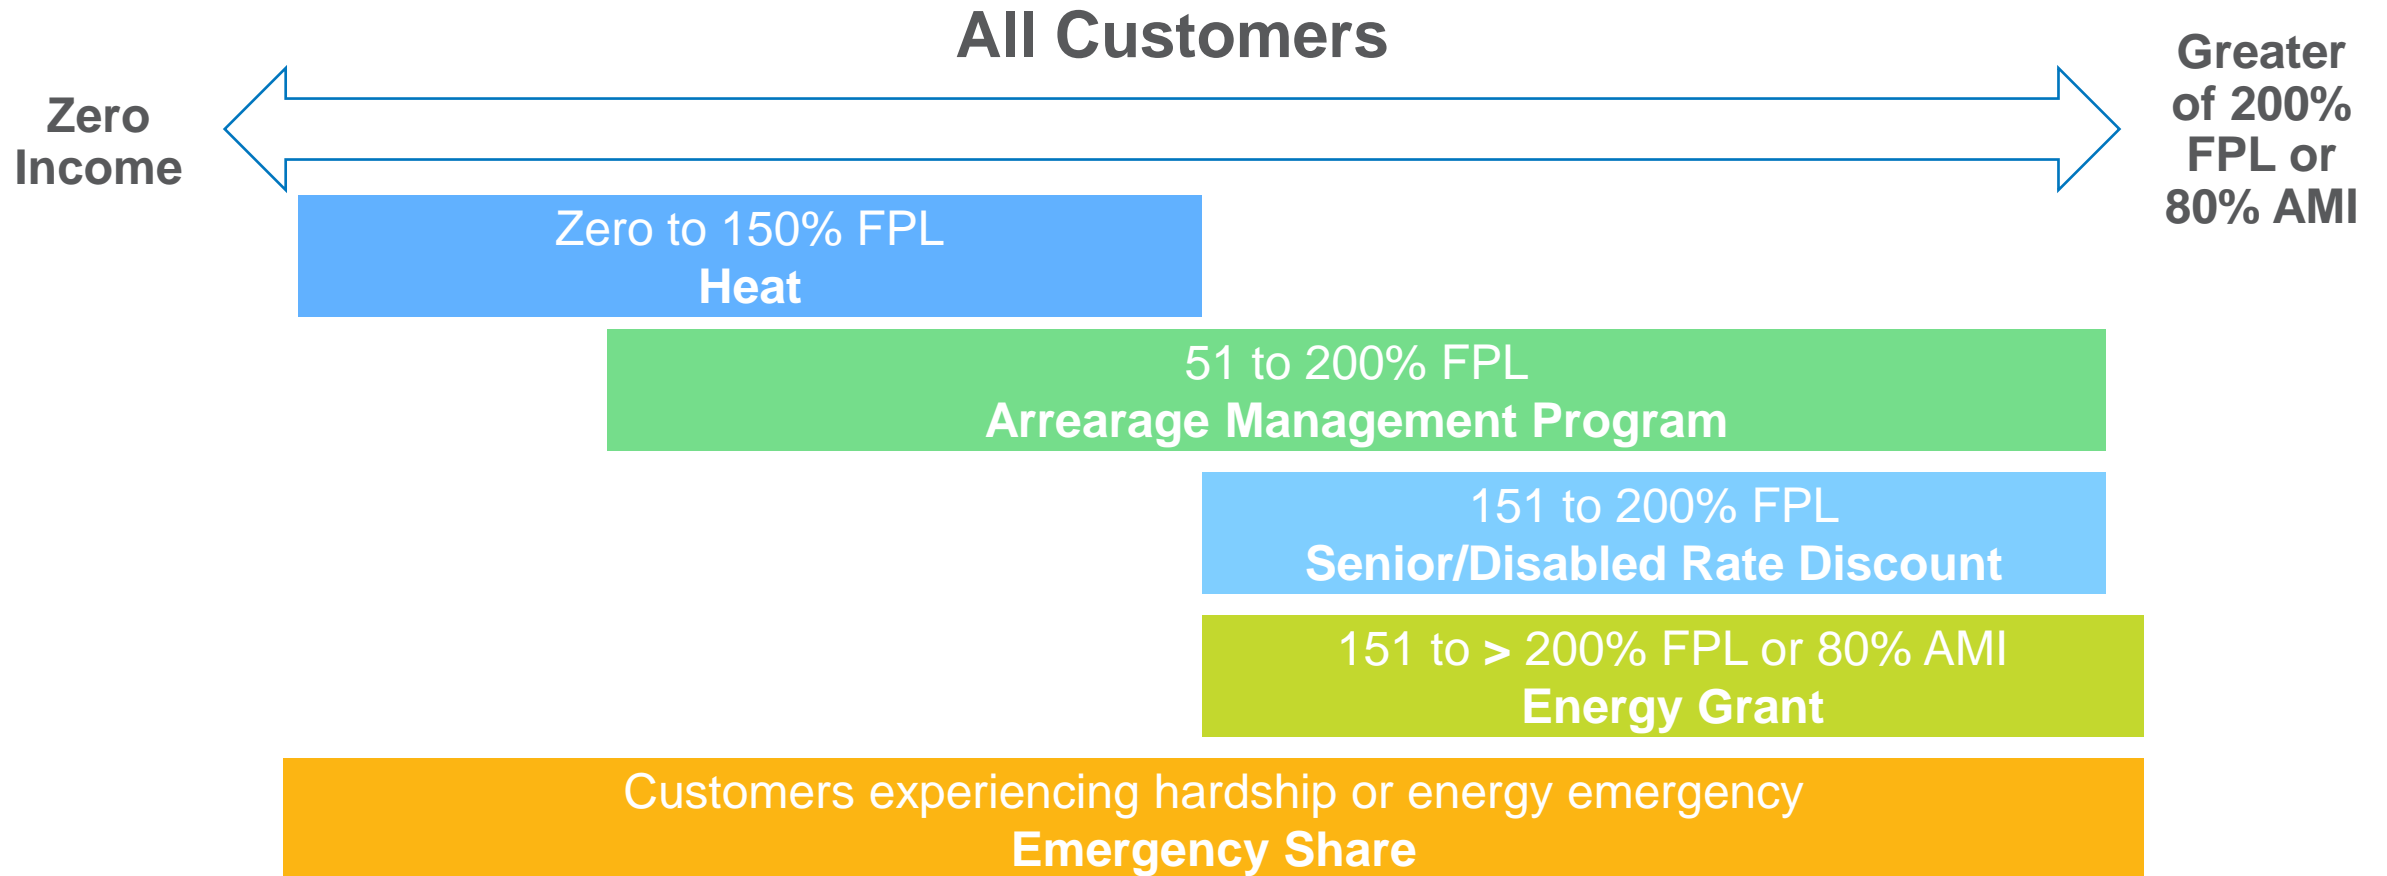 All Customers
Zero
Income
Greater
of 200%
FPL or
80% AMI
Zero to 150% FPL
Heat
51 to 200% FPL
Arrearage Management Program
151 to 200% FPL
Senior/Disabled Rate Discount
151 to > 200% FPL or 80% AMI
Energy Grant
Customers experiencing hardship or energy emergency
Emergency Share